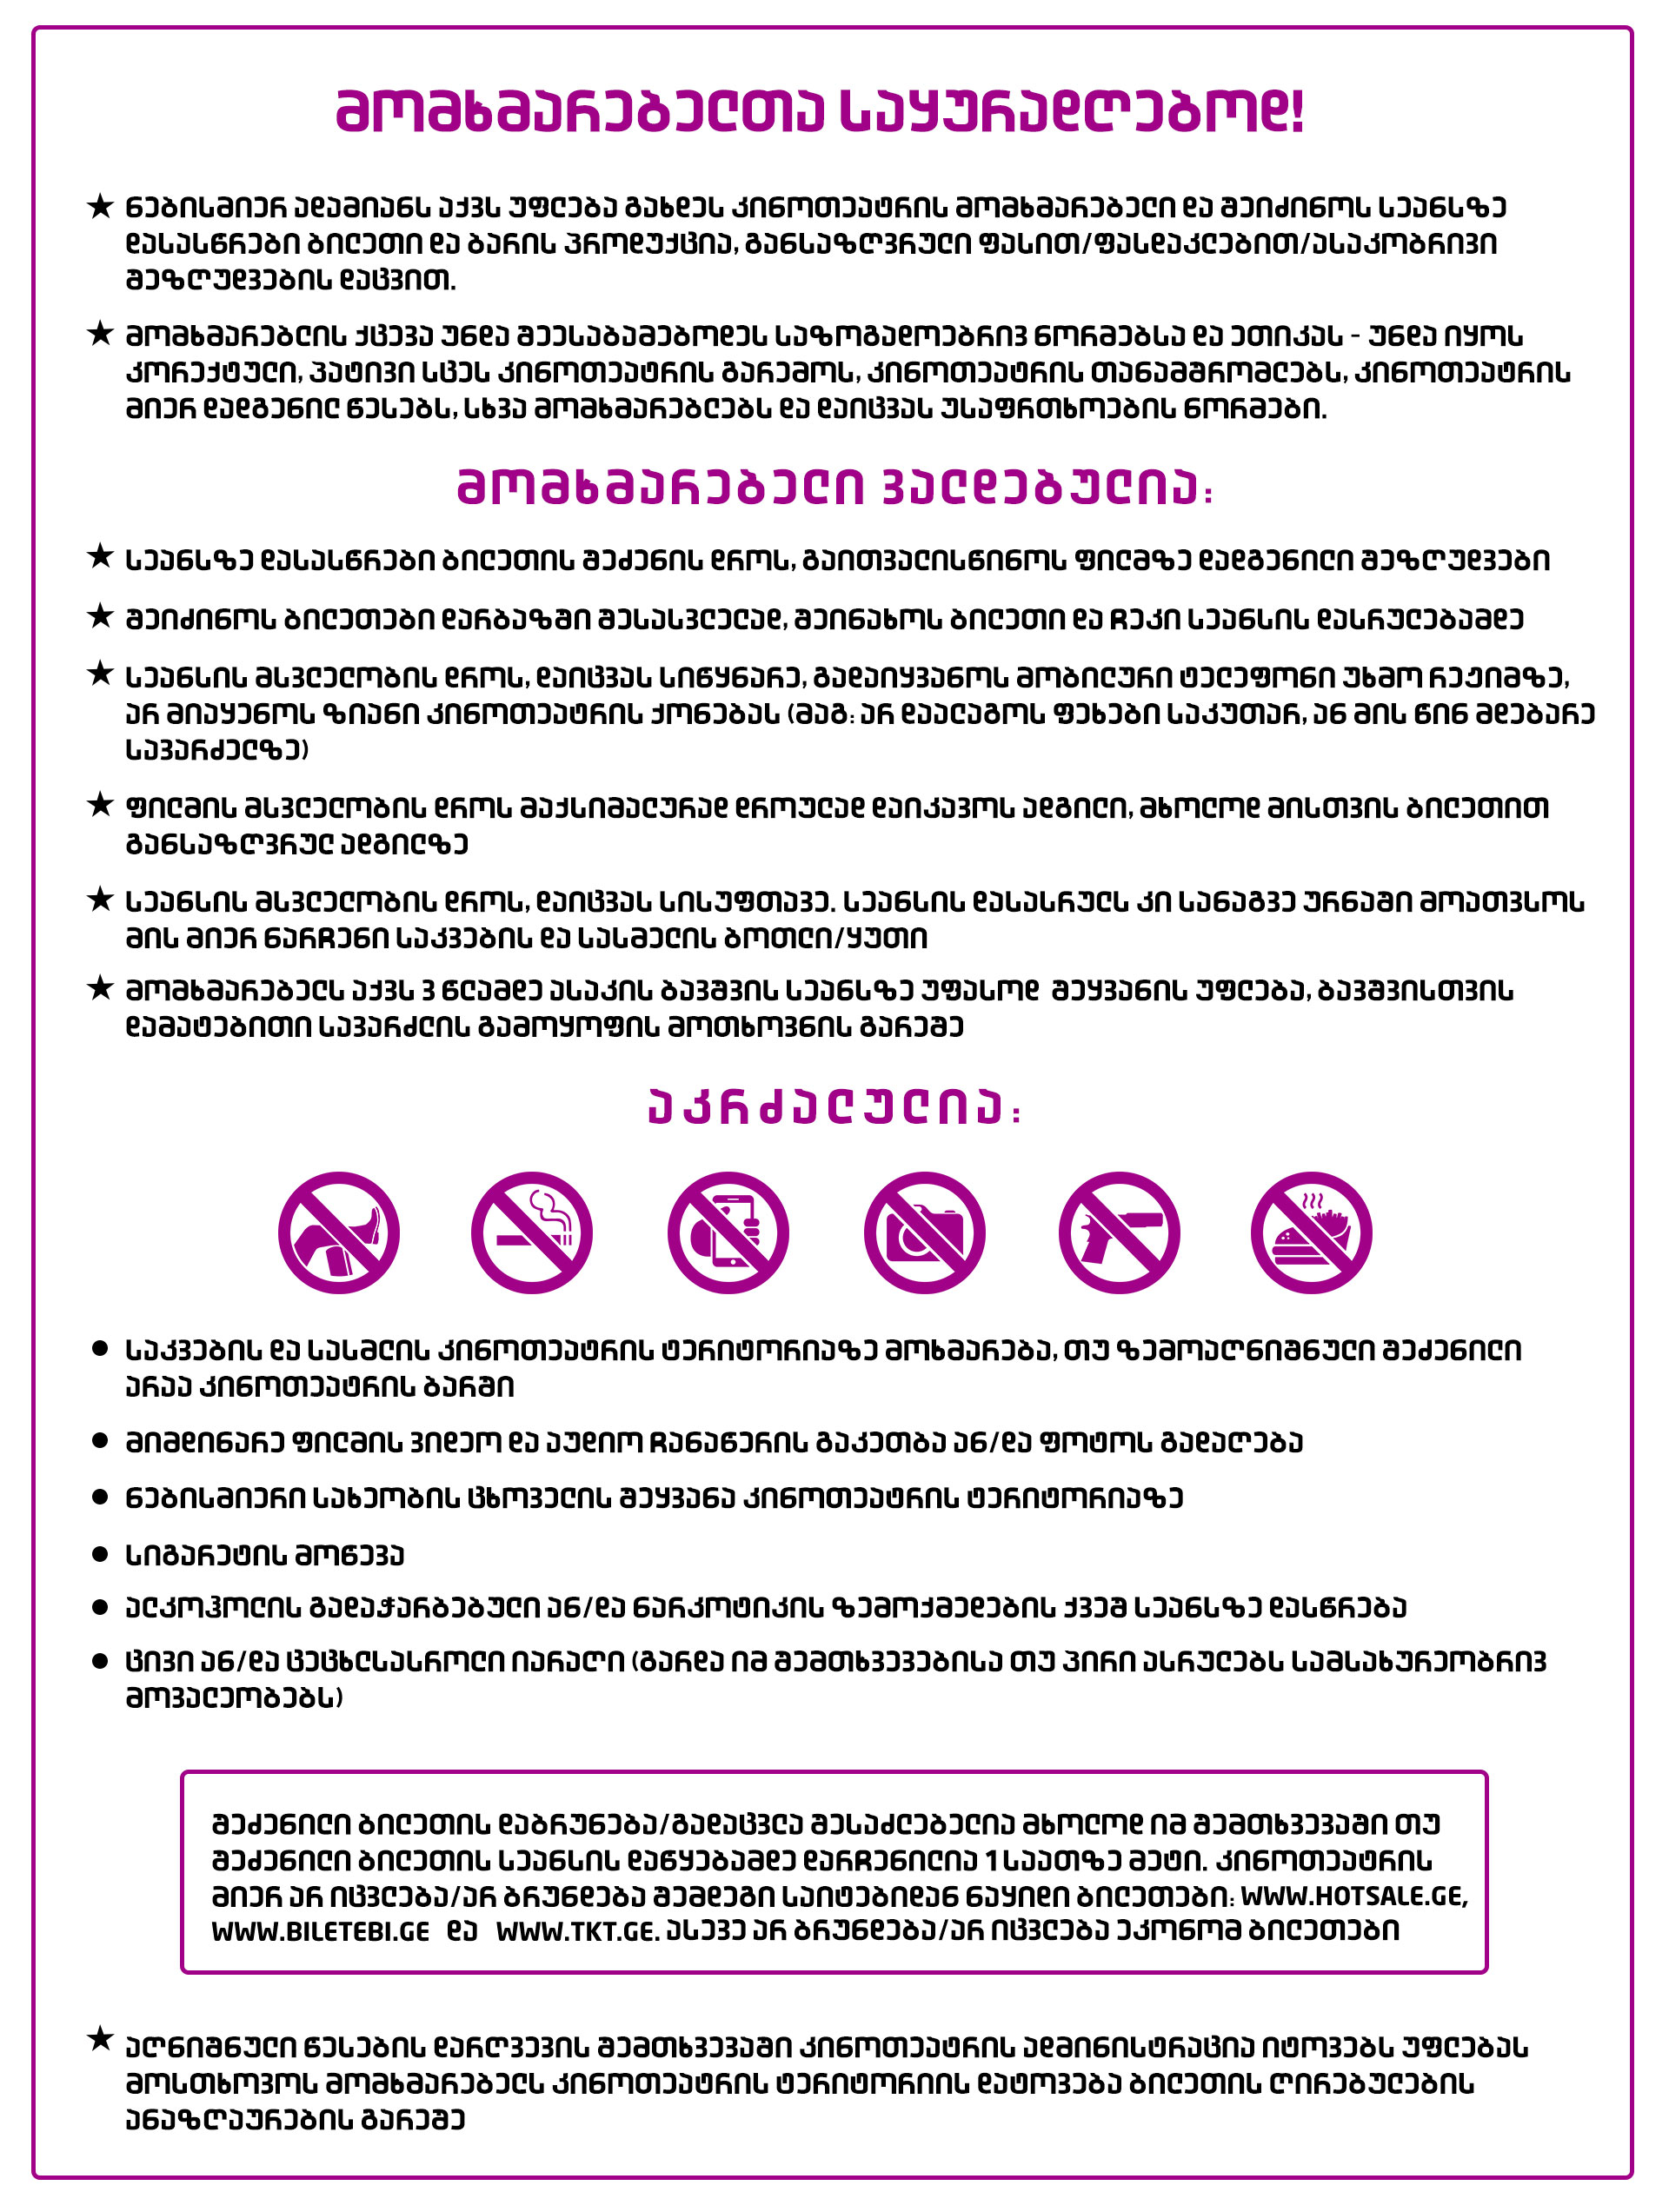 მომხმარებელთა საყურადღებოდ!
★ ნებისმიერ ადამიანს აქვს უფლება გახდეს კინოთეატრის მომხმარებელი და შეიძინოს სეანსზე
დასასწრები ბილეთი და ბარის პროდუქცია, განსაზღვრული ფასით/ფასდაკლებით/ასაკობრივი
შეზღუდვების დაცვით.
★ მომხმარებლის ქცევა უნდა შეესაბამებოდეს საზოგადოებრივ ნორმებსა და ეთიკას - უნდა იყოს
კორექტული, პატივი სცეს კინოთეატრის გარემოს, კინოთეატრის თანამშრომლებს, კინოთეატრის
მიერ დადგენილ წესებს, სხვა მომხმარებლებს და დაიცვას უსაფრთხოების ნორმები.
მომხმარებელი ვალდებულია:
★ სეანსზე დასასწრები ბილეთის შეძენის დროს, გაითვალისწინოს ფილმზე დადგენილი შეზღუდვები
★ შეიძინოს ბილეთები დარბაზში შესასვლელად, შეინახოს ბილეთი და ჩეკი სეანსის დასრულებამდე
★ სეანსის მსვლელობის დროს, დაიცვას სიწყნარე, გადაიყვანოს მობილური ტელეფონი უხმო რეჟიმზე,
არ მიაყენოს ზიანი კინოთეატრის ქონებას (მაგ: არ დაალაგოს ფეხები საკუთარ, ან მის წინ მდებარე
სავარძელზე)
★ ფილმის მსვლელობის დროს მაქსიმალურად დროულად დაიკავოს ადგილი, მხოლოდ მისთვის ბილეთით
განსაზღვრულ ადგილზე
★ სეანსის მსვლელობის დროს, დაიცვას სისუფთავე. სეანსის დასასრულს კი სანაგვე ურნაში მოათვსოს
მის მიერ ნარჩენი საკვების და სასმელის ბოთლი/ყუთი
★ მომხმარებელს აქვს 3 წლამდე ასაკის ბავშვის სეანსზე უფასოდ შეყვანის უფლება, ბავშვისთვის
დამატებითი სავარძლის გამოყოფის მოთხოვნის გარეშე
აკრძალულია:
● საკვების და სასმლის კინოთეატრის ტერიტორიაზე მოხმარება, თუ ზემოაღნიშნული შეძენილი
არაა კინოთეატრის ბარში
● მიმდინარე ფილმის ვიდეო და აუდიო ჩანაწერის გაკეთბა ან/და ფოტოს გადაღება
● ნებისმიერი სახეობის ცხოველის შეყვანა კინოთეატრის ტერიტორიაზე
● სიგარეტის მოწევა
● ალკოჰოლის გადაჭარბებული ან/და ნარკოტიკის ზემოქმედების ქვეშ სეანსზე დასწრება
● ცივი ან/და ცეცხლსასროლი იარაღი (გარდა იმ შემთხვევებისა თუ პირი ასრულებს სამსახურეობრივ
მოვალეობებს)
შეძენილი ბილეთის დაბრუნება/გადაცვლა შესაძლებელია მხოლოდ იმ შემთხვევაში თუ
შეძენილი ბილეთის სეანსის დაწყებამდე დარჩენილია 1 საათზე მეტი. კინოთეატრის
მიერ არ იცვლება/არ ბრუნდება შემდეგი საიტებიდან ნაყიდი ბილეთები: WWW.HOTSALE.GE,
WWW.BILETEBI.GE და WWW.TKT.GE. ასევე არ ბრუნდება/არ იცვლება ეკონომ ბილეთები
★ აღნიშნული წესების დარღვევის შემთხვევაში კინოთეატრის ადმინისტრაცია იტოვებს უფლებას
მოსთხოვოს მომხმარებელს კინოთეატრის ტერიტორიის დატოვება ბილეთის ღირებულების
ანაზღაურების გარეშე